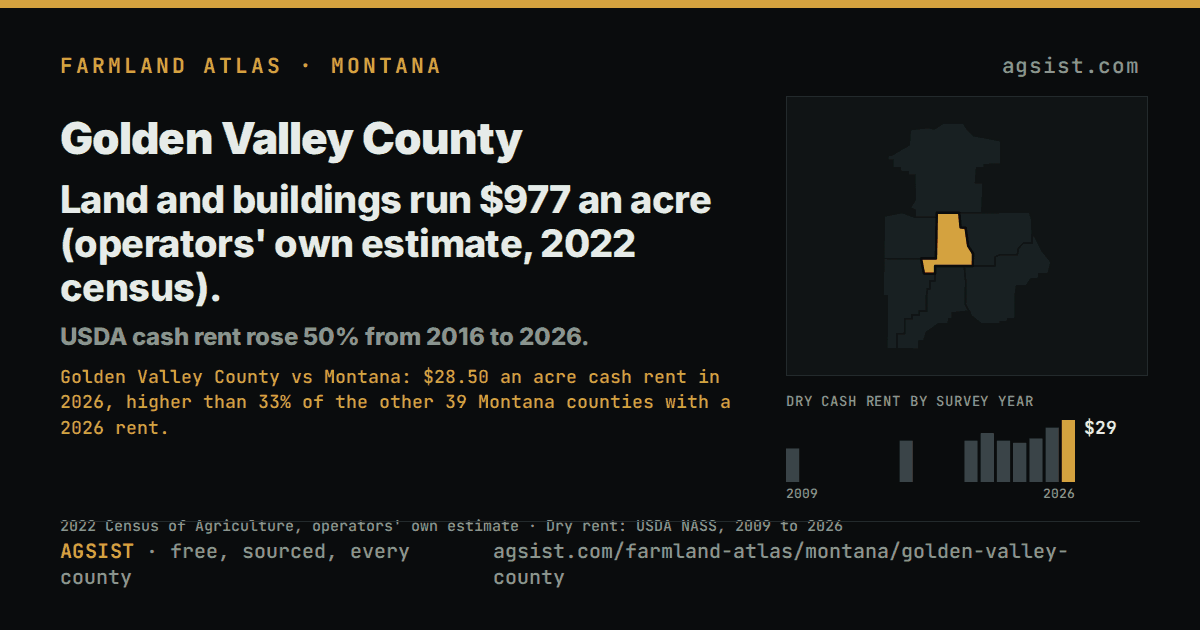 FARMLAND ATLAS · MONTANA
agsist.com
Golden Valley County
Land and buildings run $977 an acre
(operators' own estimate, 2022
census).
USDA cash rent rose 50% from 2016 to 2026.
Golden Valley County vs Montana: $28.50 an acre cash rent in
2026, higher than 33% of the other 39 Montana counties with a
2026 rent.
DRY CASH RENT BY SURVEY YEAR
$29
2009
2026
2022 Census of Agriculture, operators' own estimate · Dry rent: USDA NASS, 2009 to 2026
AGSIST · free, sourced, every
county
agsist.com/farmland-atlas/montana/golden-valley-
county